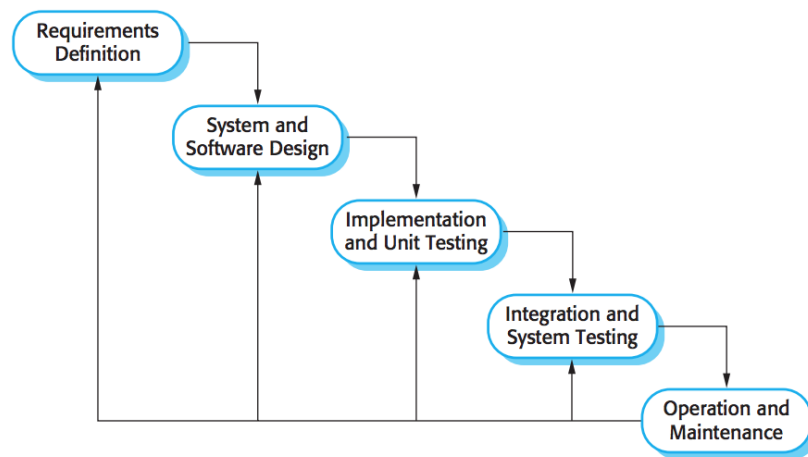 Requirements
Definition
System and
Software Design
Implementation
and Unit Testing
Integration and
System Testing
Operation and
Maintenance